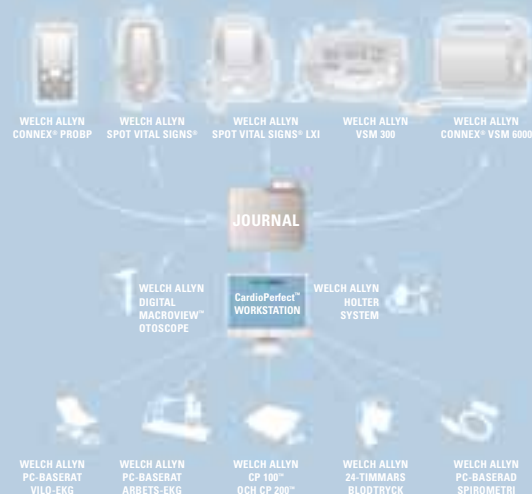 WELCH ALLYN
CONNEX® PROBP
WELCH ALLYN
SPOT VITAL SIGNS®
WELCH ALLYN
SPOT VITAL SIGNS® LXI
WELCH ALLYN
VSM 300
WELCH ALLYN
CONNEX® VSM 6000
JOURNAL
WELCH ALLYN
DIGITAL
MACROVIEW™
OTOSCOPE
CardioPerfect™
WORKSTATION
WELCH ALLYN
HOLTER
SYSTEM
WELCH ALLYN
PC-BASERAT
VILO-EKG
WELCH ALLYN
PC-BASERAT
ARBETS-EKG
WELCH ALLYN
CP 100™
OCH CP 200™
WELCH ALLYN
24-TIMMARS
BLODTRYCK
WELCH ALLYN
PC-BASERAD
SPIROMETRI